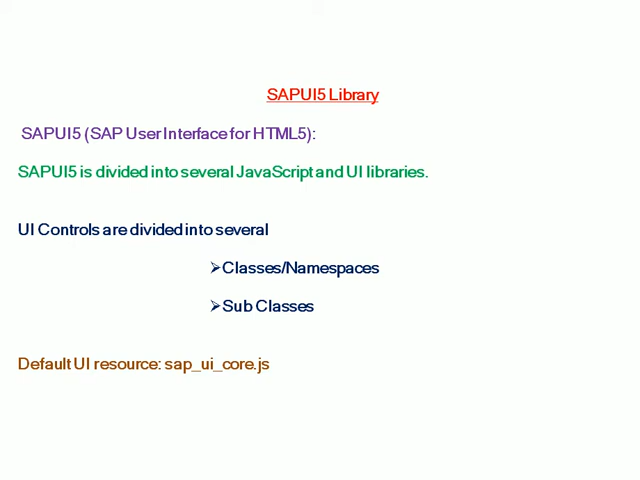 SAPUI5 Library
SAPUI5 (SAP User Interface for HTML5):
SAPUI5 is divided into several JavaScript and UI libraries.
UI Controls are divided into several
➢Classes/Namespaces
➢Sub Classes
Default UI resource: sap_ui_core.js